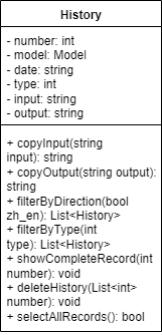 History
- number: int
- model: Model
- date: string
- type: int
- input: string
- output: string
+ copyInput(string
input): string
+ copyOutput(string output):
string
+ filterByDirection(bool
zh_en): List<History>
+ filterByType(int
type): List<History>
+ showCompleteRecord(int
number): void
+ deleteHistory(List<int>
number): void
+ selectAllRecords(): bool